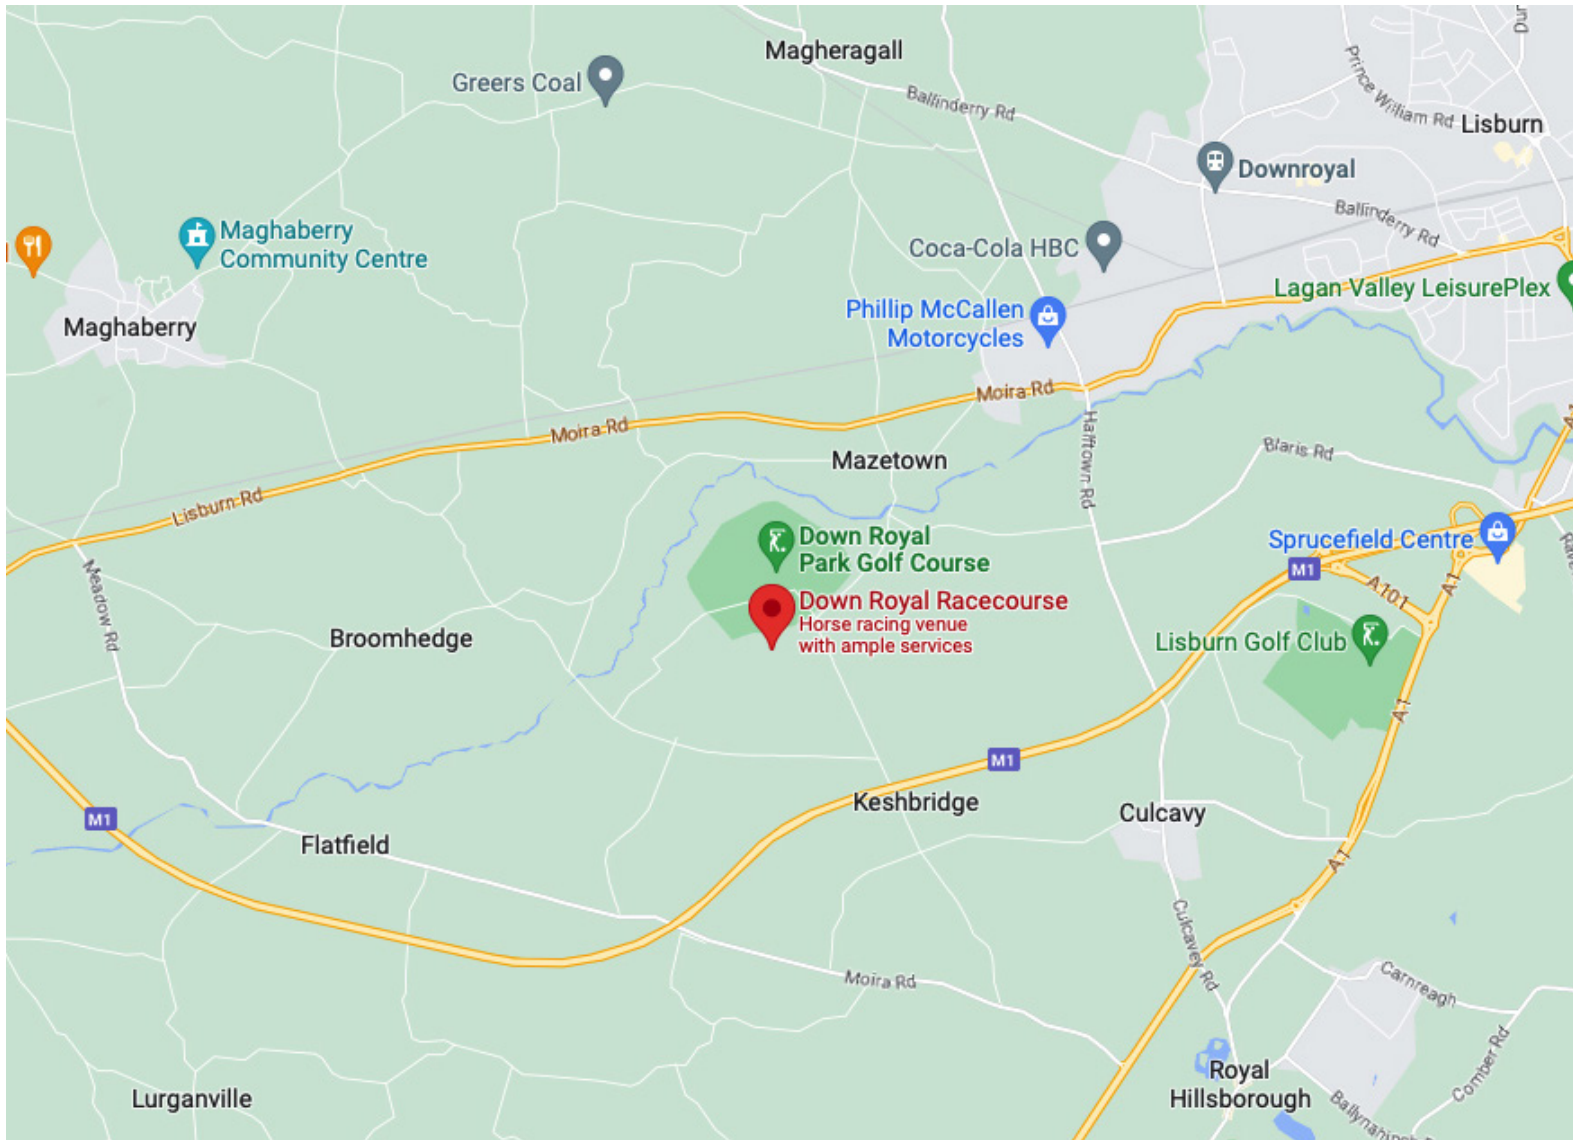 Magheragall
Greers Coal
Ballinderry Rd
Prince William Rd
Lisburn
Downroyal
Ballinderry Rd
Maghaberry
Community Centre
Coca-Cola HBC
Lagan Valley LeisurePlex
Phillip McCallen
Motorcycles
Maghaberry
Moira Rd
Moira Rd
Halftown Rd
A1
Blaris Rd
Mazetown
Lisburn Rd
Down Royal
Park Golf Course
Sprucefield Centre
M1
A1
A101
Meadow Rd
Down Royal Racecourse
Horse racing venue
with ample services
Broomhedge
Lisburn Golf Club
A1
M1
Keshbridge
Culcavy
M1
Flatfield
A1
Culcavey Rd
Moira Rd
Carnreagh
Comber Rd
Royal
Hillsborough
Lurganville